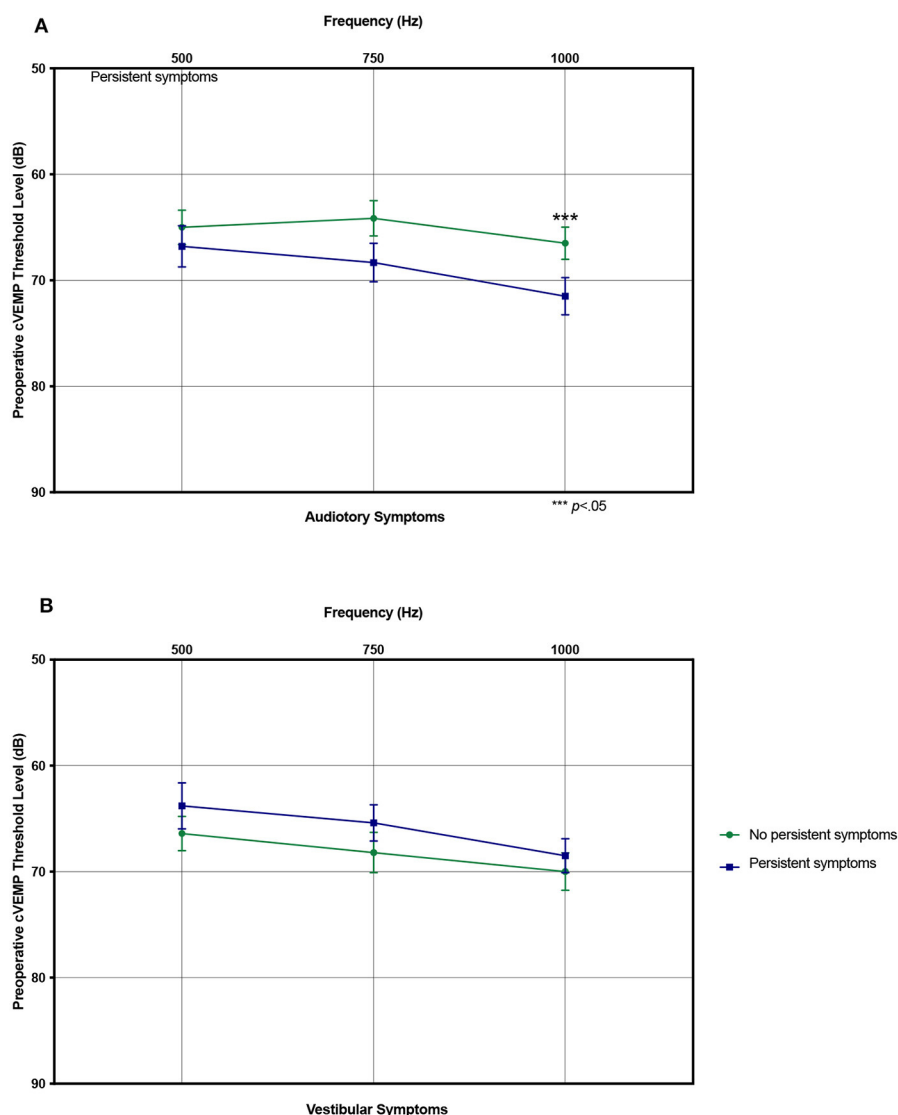 A
Frequency (Hz)
500 750 1000
50
Persistent symptoms
60
***
70
80
90
Preoperative cVEMP Threshold Level (dB)
*** p<.05
Audiotory Symptoms
B
Frequency (Hz)
500 750 1000
50
60
70
80
90
Preoperative cVEMP Threshold Level (dB)
No persistent symptoms
Persistent symptoms
Vestibular Symptoms